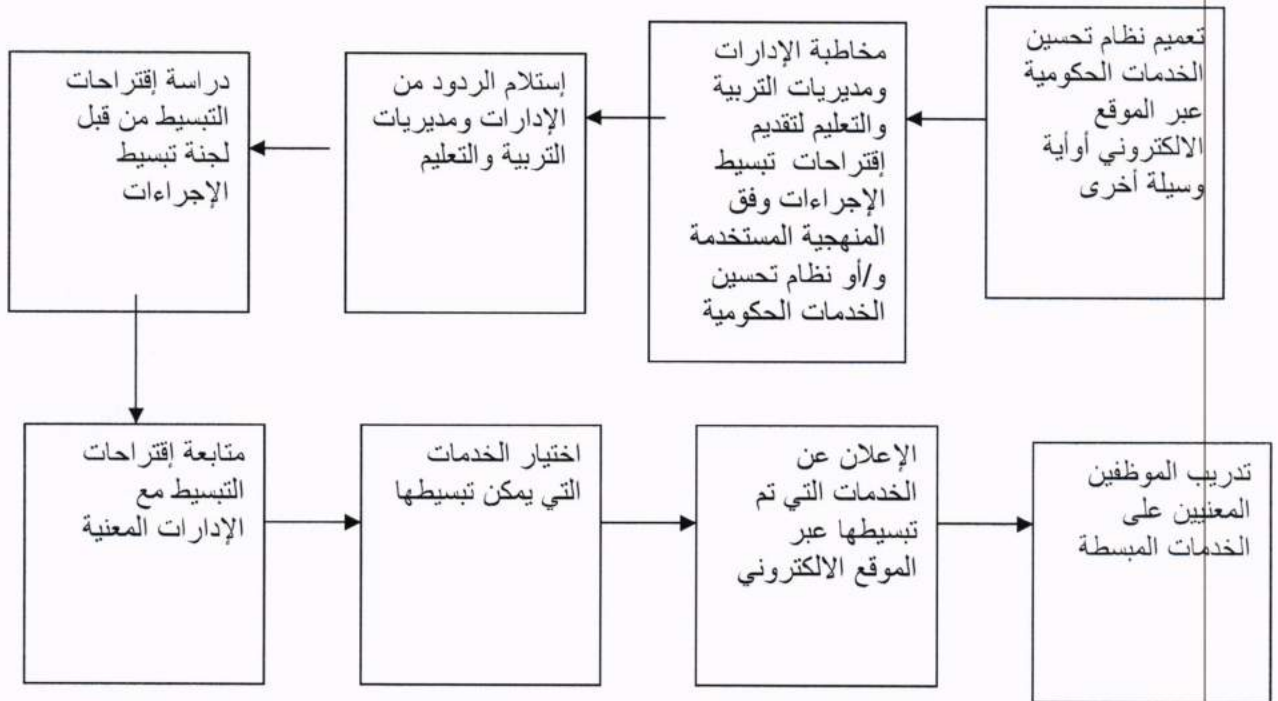 تعميم نظام تحسين
الخدمات الحكومية
عبر الموقع
الالكتروني أوأية
وسيلة أخرى
مخاطبة الإدارات
ومديريات التربية
والتعليم لتقديم
إقتراحات تبسيط
الإجراءات وفق
المنهجية المستخدمة
و/أو نظام تحسين
الخدمات الحكومية
إستلام الردود من
الإدارات ومديريات
التربية والتعليم
دراسة إقتراحات
التبسيط من قبل
لجنة تبسيط
الإجراءات
متابعة إقتراحات
التبسيط مع
الإدارات المعنية
اختيار الخدمات
التي يمكن تبسيطها
الإعلان عن
الخدمات التي تم
تبسيطها عبر
الموقع الالكتروني
تدريب الموظفين
المعنيين على
الخدمات المبسطة